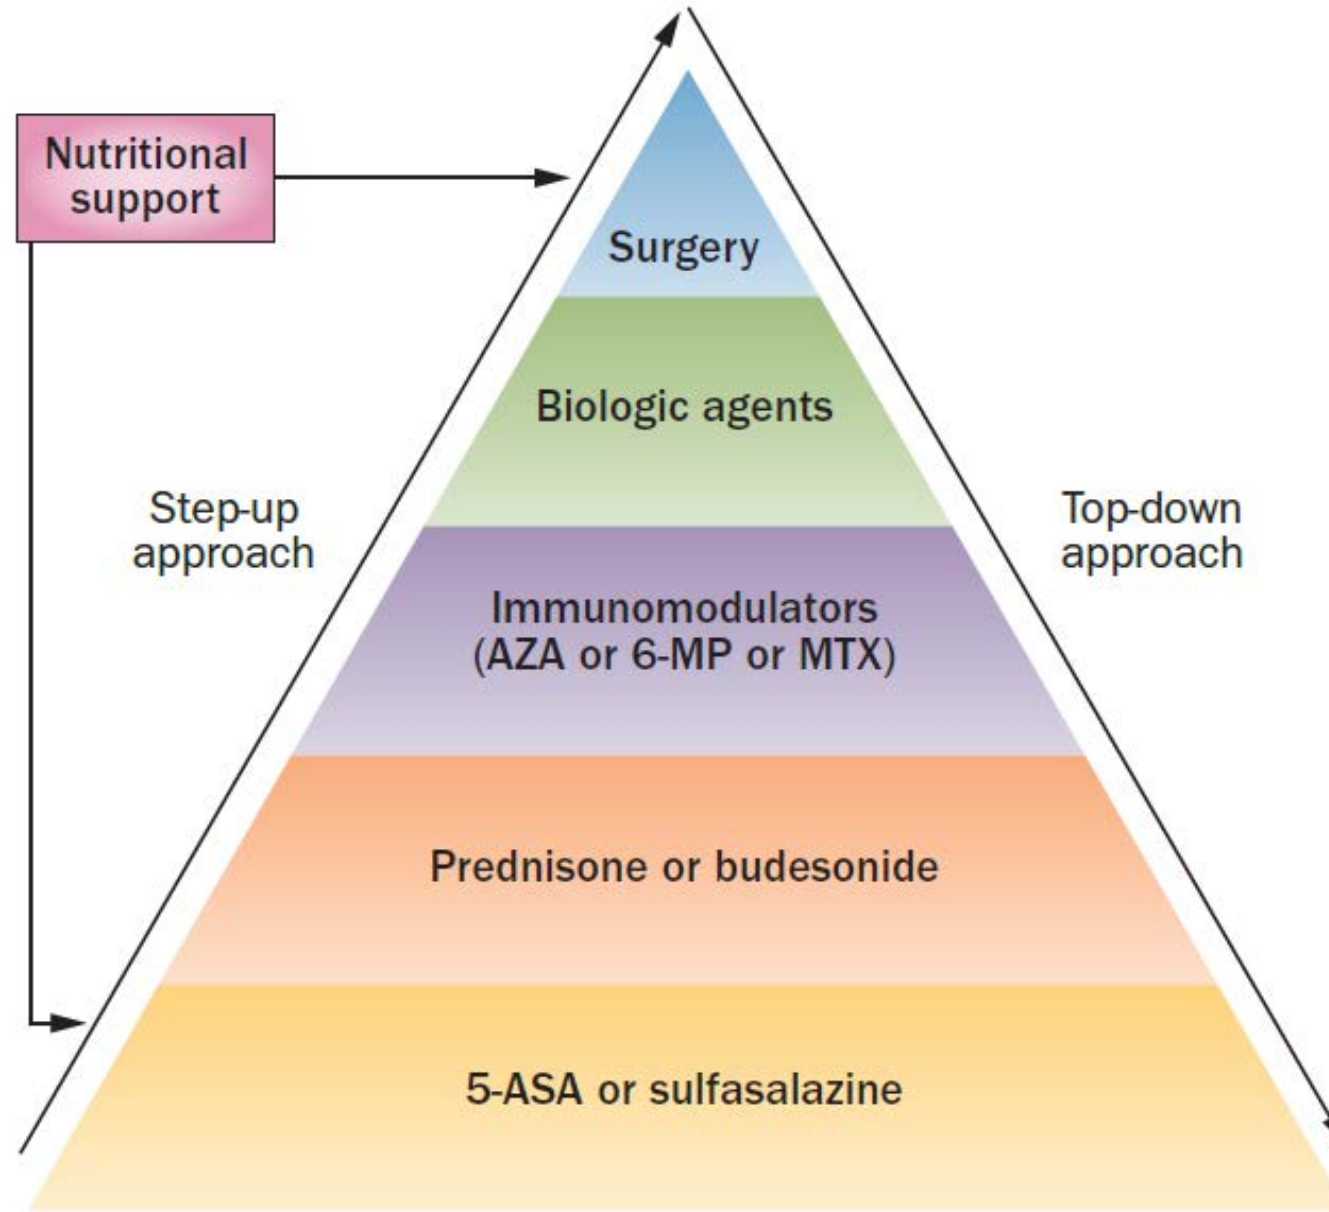 Nutritional
support
Surgery
Biologic agents
Step-up
approach
Top-down
approach
Immunomodulators
(AZA or 6-MP or MTX)
Prednisone or budesonide
5-ASA or sulfasalazine